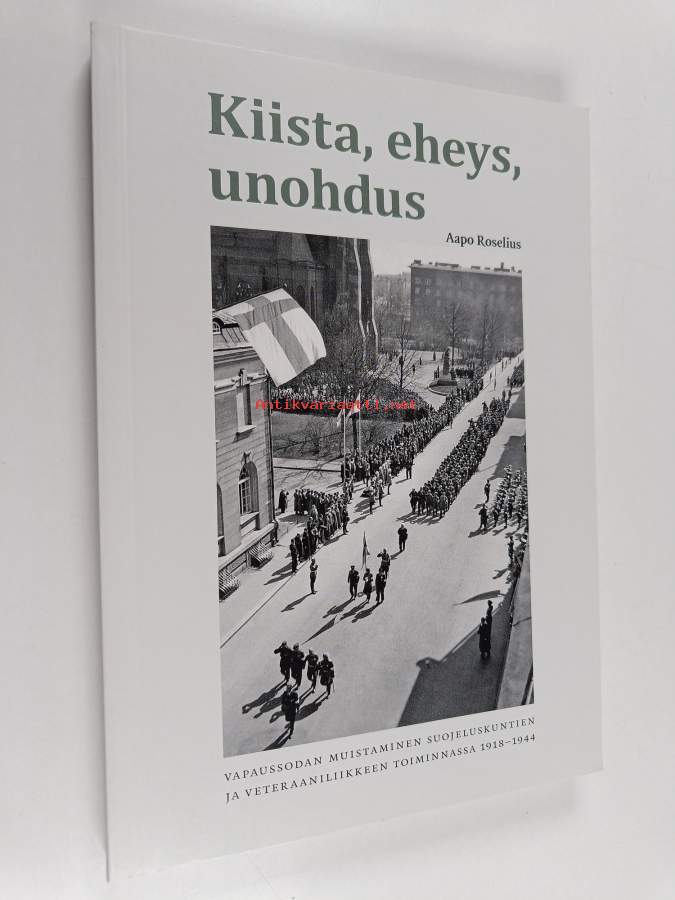 Kiista, eheys,
unohdus
Aapo Roselius
Antikvariaatti.net
VAPAUSSODAN MUISTAMINEN SUOJELUSKUNTIEN
JA VETERAANILIIKKEEN TOIMINNASSA 1918–1944